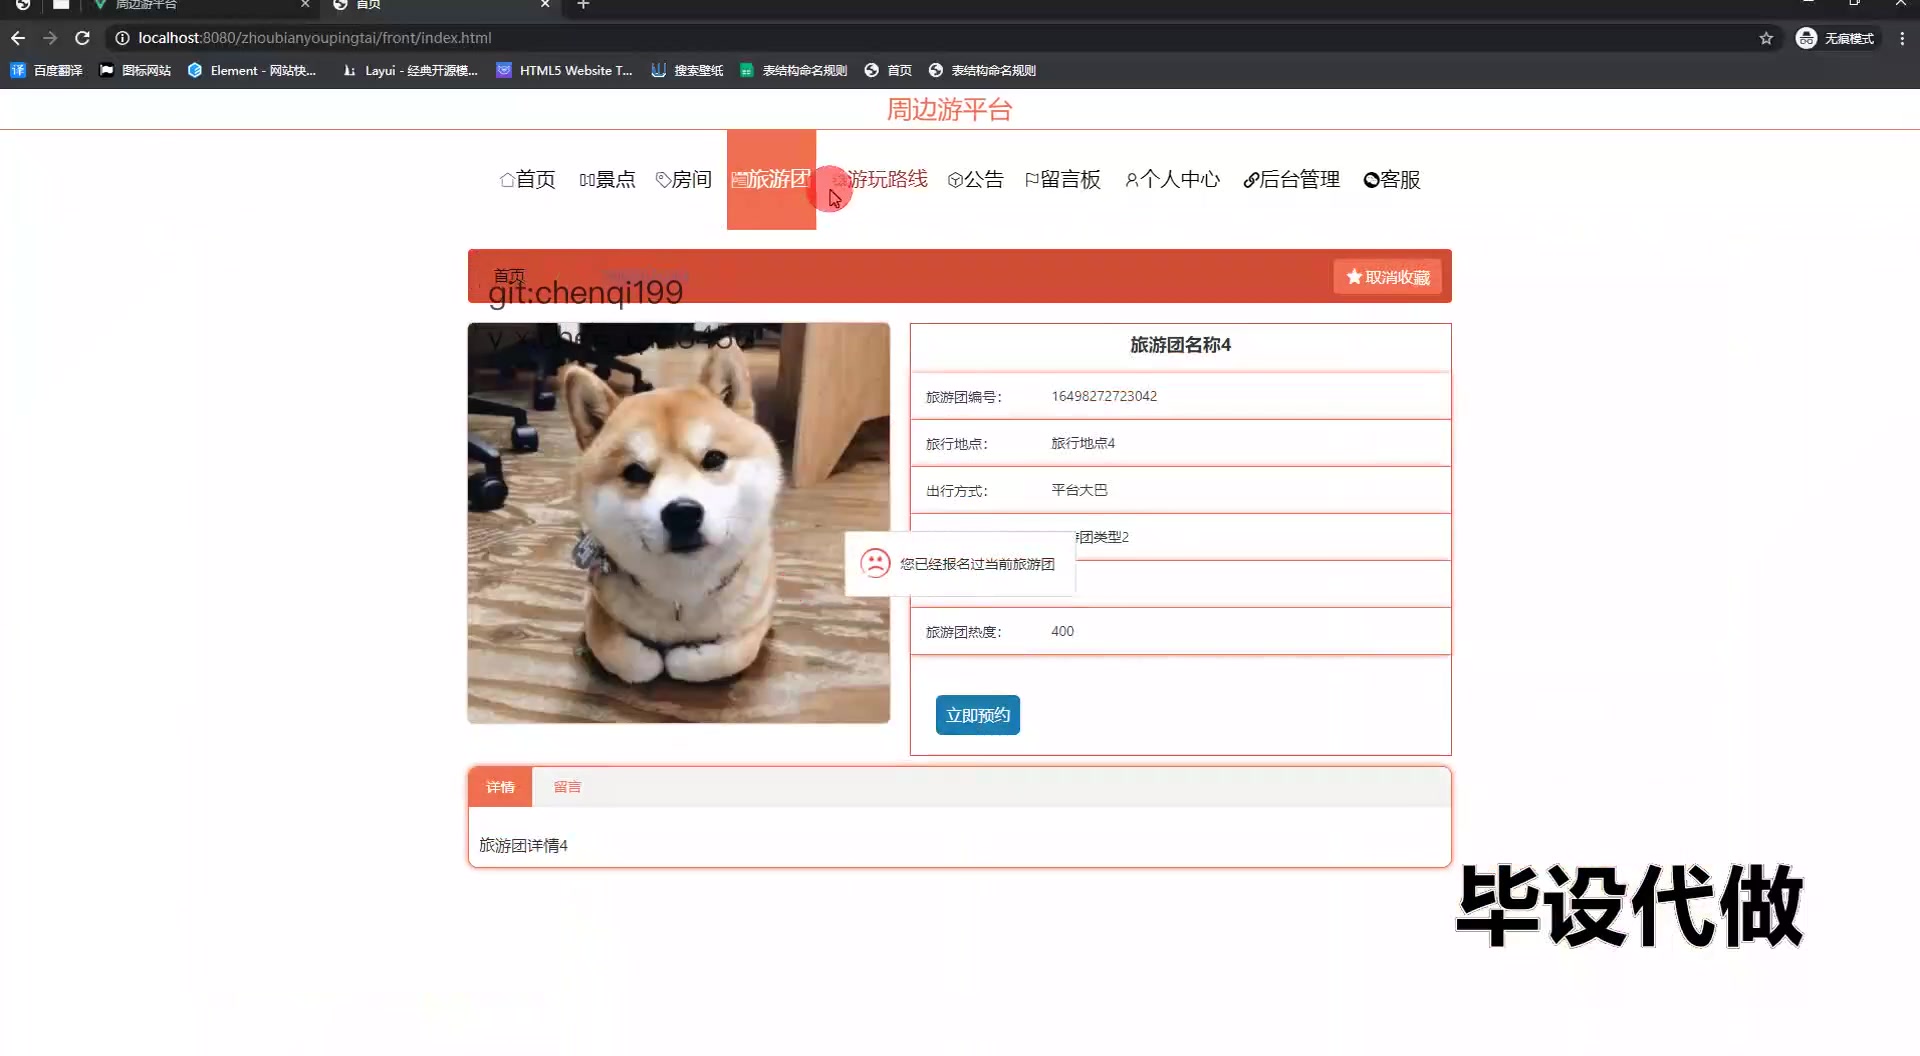 周边游平台
首页
localhost:8080/zhoubianyoupingtai/front/index.html
无痕模式
百度翻译
图标网站
Element - 网站快...
Layui - 经典开源模...
HTML5 Website T...
搜索壁纸
表结构命名规则
首页
表结构命名规则
周边游平台
首页
景点
房间
旅游团
游玩路线
公告
留言板
个人中心
后台管理
客服
首页
取消收藏
git:chenqi199
旅游团名称4
旅游团编号: 16498272723042
旅行地点: 旅行地点4
出行方式: 平台大巴
团类型2
您已经报名过当前旅游团
旅游团热度: 400
立即预约
详情
留言
旅游团详情4
毕设代做